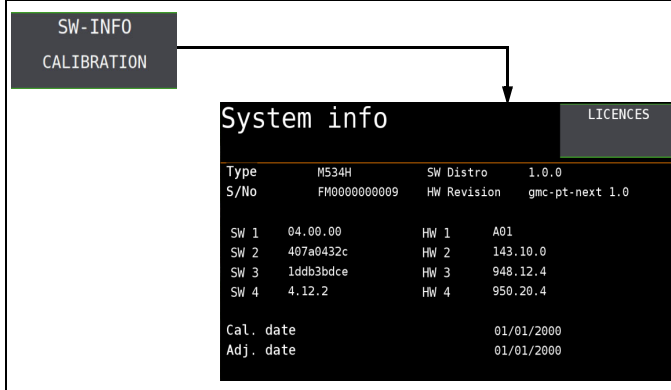 SW-INFO
CALIBRATION
System info
LICENCES
Type M534H SW Distro 1.0.0
S/No FM0000000009 HW Revision gmc-pt-next 1.0
SW 1 04.00.00 HW 1 A01
SW 2 407a0432c HW 2 143.10.0
SW 3 1ddb3bdce HW 3 948.12.4
SW 4 4.12.2 HW 4 950.20.4
Cal. date 01/01/2000
Adj. date 01/01/2000